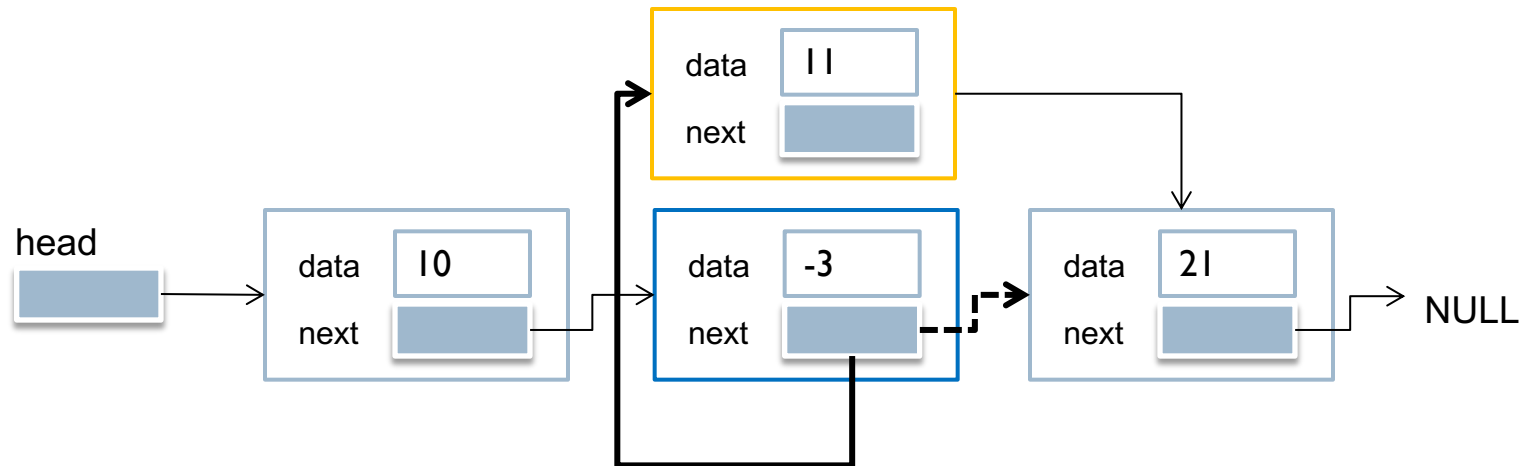 data 11
next
head
data 10
next
data -3
next
data 21
next
NULL